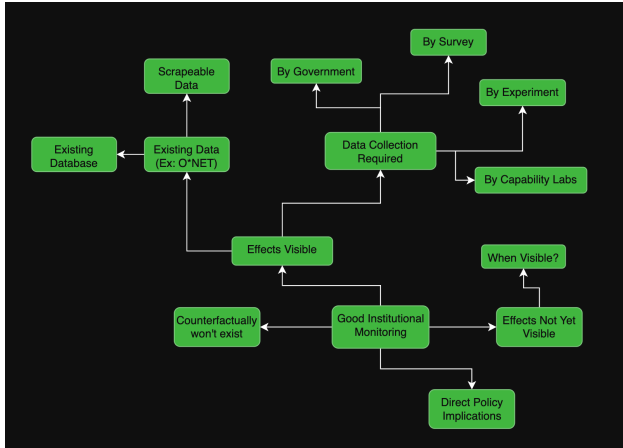 By Survey
By Government
Scrapeable
Data
By Experiment
Existing
Database
Existing Data
(Ex: O*NET)
Data Collection
Required
By Capability Labs
Effects Visible
When Visible?
Counterfactually
won't exist
Good Institutional
Monitoring
Effects Not Yet
Visible
Direct Policy
Implications